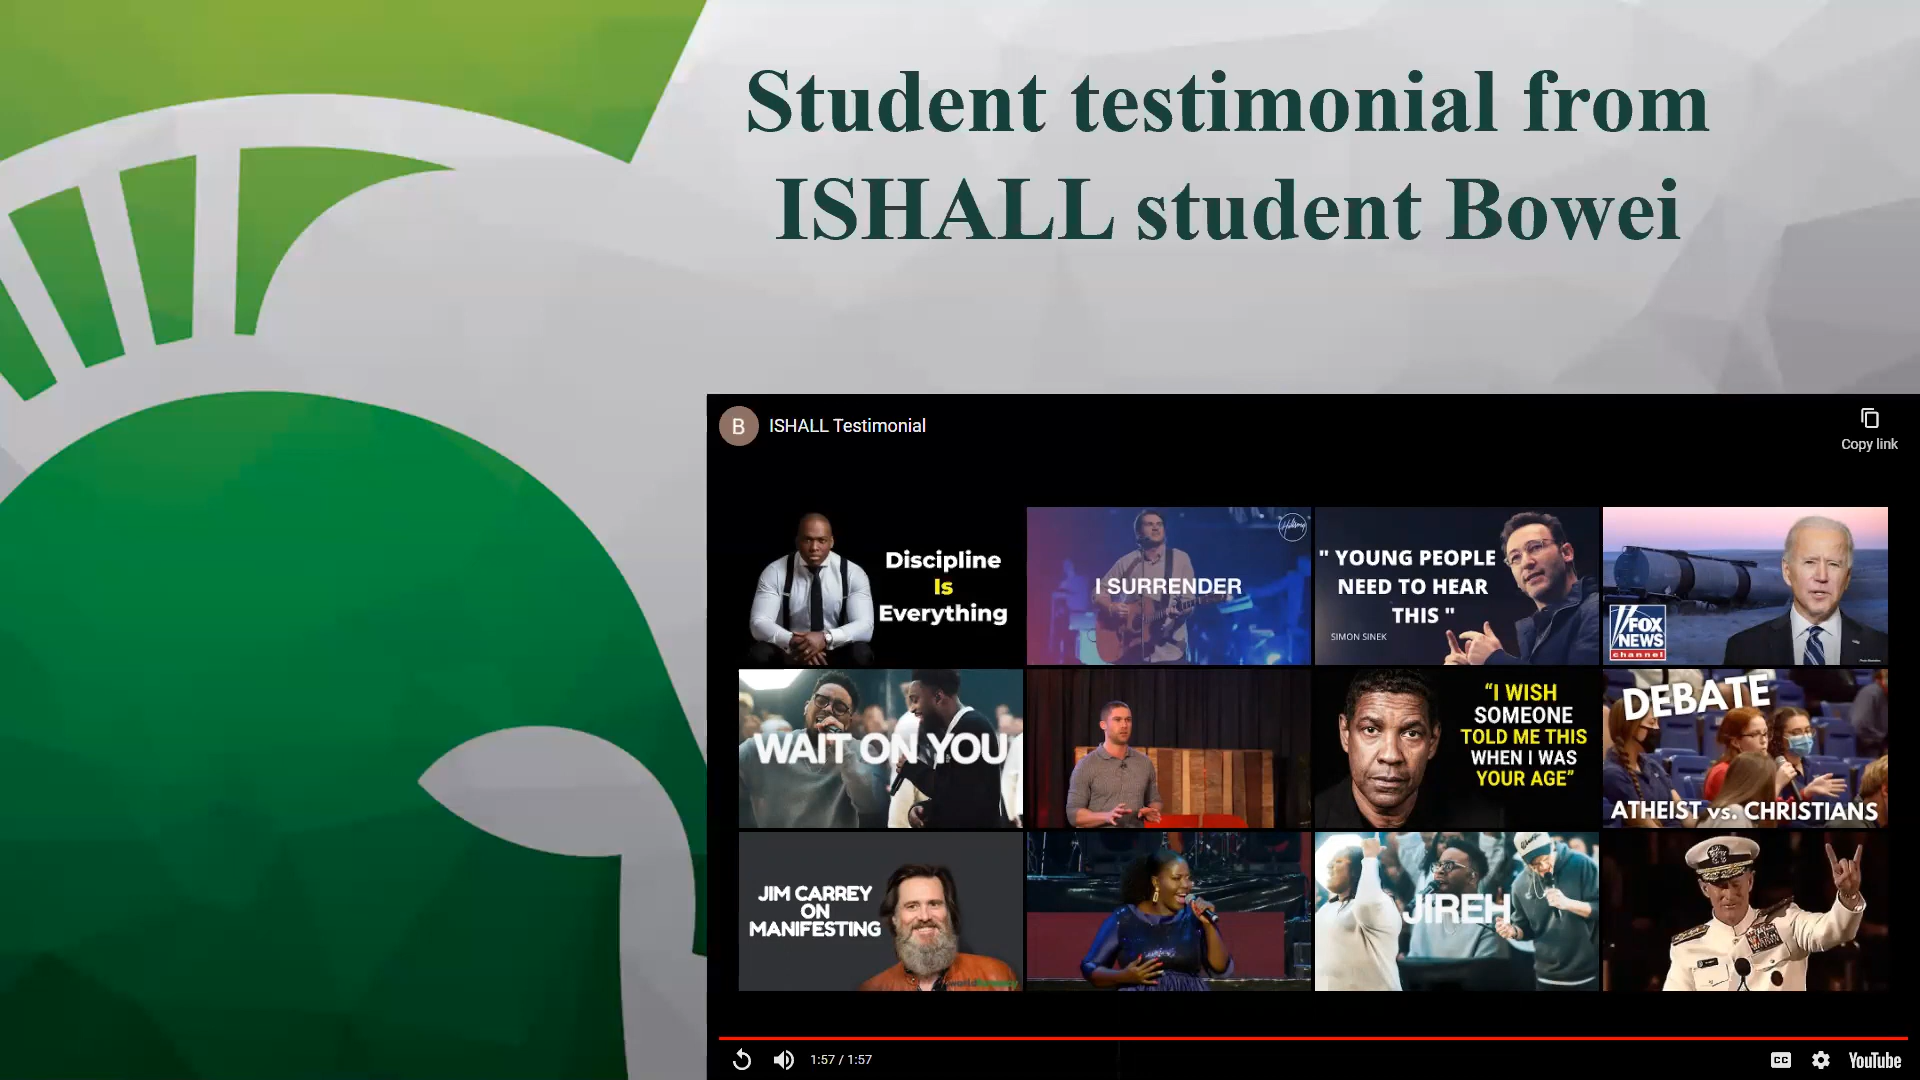 Student testimonial from
ISHALL student Bowei
B
ISHALL Testimonial
Copy link
Discipline
Is
Everything
Hillsong
I SURRENDER
" YOUNG PEOPLE
NEED TO HEAR
THIS "
SIMON SINEK
FOX
NEWS
channel
WAIT ON YOU
“I WISH
SOMEONE
TOLD ME THIS
WHEN I WAS
YOUR AGE”
DEBATE
ATHEIST vs. CHRISTIANS
JIM CARREY
ON
MANIFESTING
JIREH
1:57 / 1:57
CC
YouTube